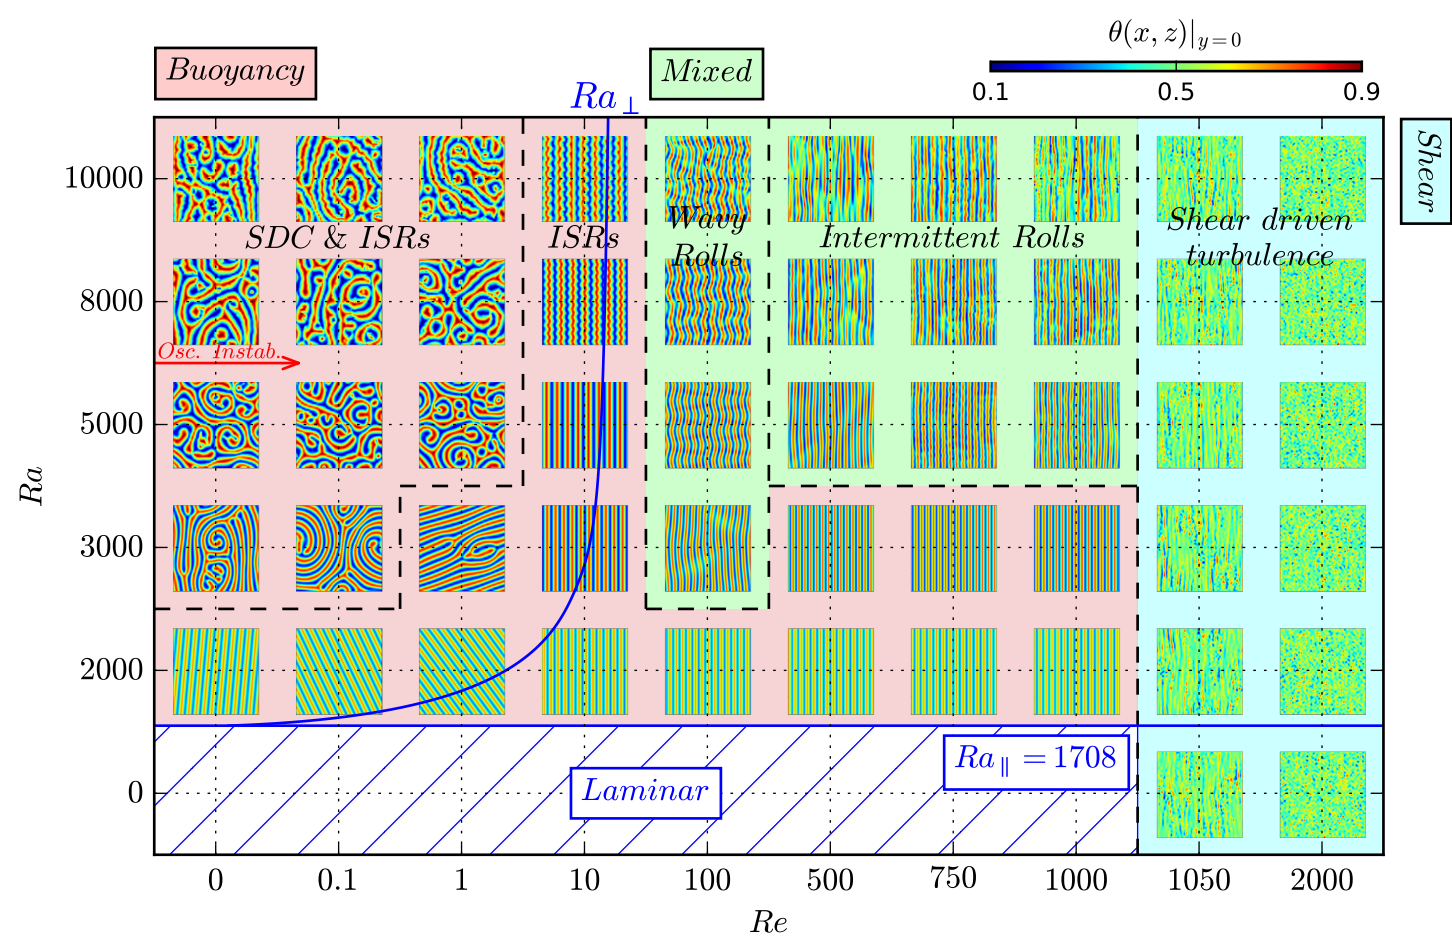 θ(x, z)|y=0
0.1 0.5 0.9
Buoyancy
Mixed
Shear
Ra⊥
10000
8000
5000
3000
2000
0
Ra
SDC & ISRs
ISRs
Wavy
Rolls
Intermittent Rolls
Shear driven
turbulence
Osc. Instab.
Ra∥ = 1708
Laminar
0 0.1 1 10 100 500 750 1000 1050 2000
Re